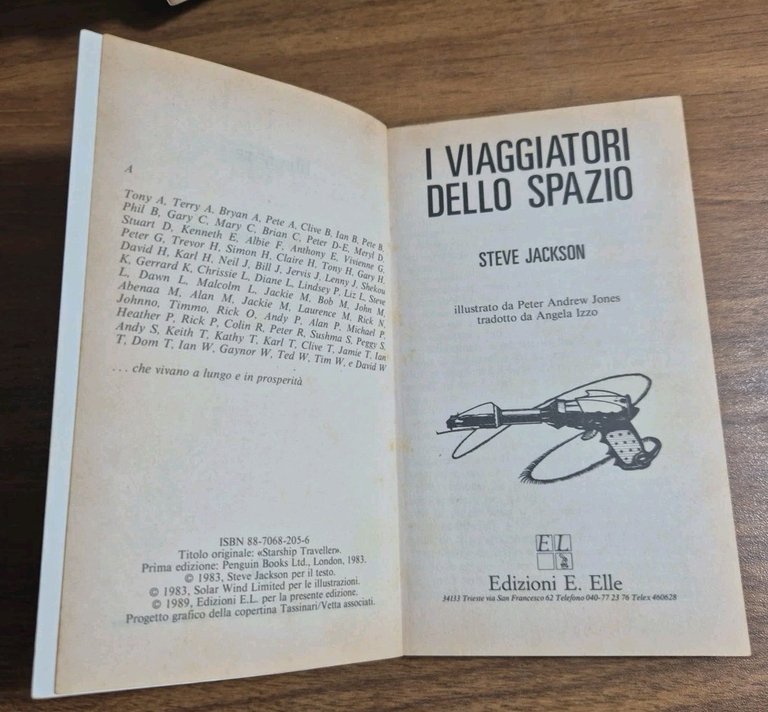 A
Tony A, Terry A, Bryan A, Pete A, Clive B, Ian B, Pete B,
Phil B, Gary C, Mary C, Brian C, Peter D-E, Meryl D,
Stuart D, Kenneth E, Albie F, Anthony E, Vivienne G,
Peter G, Trevor H, Simon H, Claire H, Tony H, Gary H,
David H, Karl H, Neil J, Bill J, Jervis J, Lenny J, Shekou
K, Gerrard K, Chrissie L, Diane L, Lindsey P, Liz L, Steve
L, Dawn L, Malcolm L, Jackie M, Bob M, John M,
Abenaa M, Alan M, Jackie M, Laurence M, Rick N,
Johnno, Timmo, Rick O, Andy P, Alan P, Michael P,
Heather P, Rick P, Colin R, Peter R, Sushma S, Peggy S,
Andy S, Keith T, Kathy T, Karl T, Clive T, Jamie T, Ian
T, Dom T, Ian W, Gaynor W, Ted W, Tim W, e David W
. . . che vivano a lungo e in prosperità
ISBN 88-7068-205-6
Titolo originale: «Starship Traveller».
Prima edizione: Penguin Books Ltd., London, 1983.
© 1983, Steve Jackson per il testo.
© 1983, Solar Wind Limited per le illustrazioni.
© 1989, Edizioni E.L. per la presente edizione.
Progetto grafico della copertina Tassinari/Vetta associati.
I VIAGGIATORI
DELLO SPAZIO
STEVE JACKSON
illustrato da Peter Andrew Jones
tradotto da Angela Izzo
E L
Edizioni E. Elle
34133 Trieste via San Francesco 62 Telefono 040-77 23 76 Telex 460628